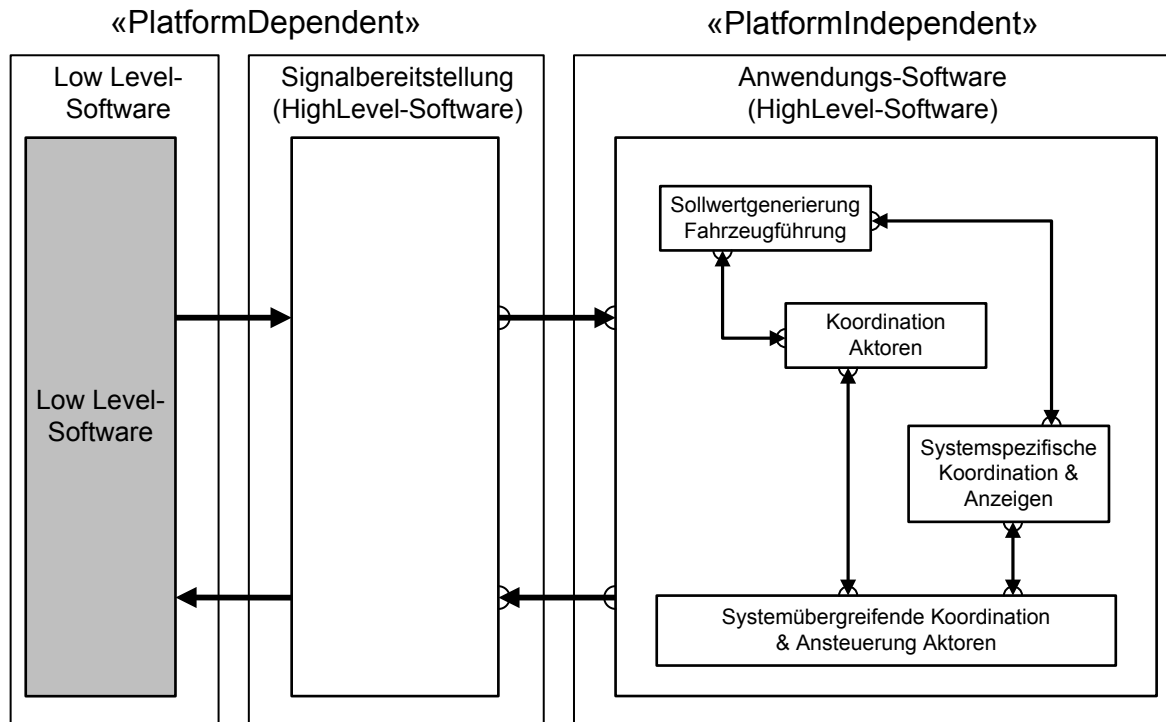 «PlatformDependent»
«PlatformIndependent»
Low Level-
Software
Signalbereitstellung
(HighLevel-Software)
Anwendungs-Software
(HighLevel-Software)
Low Level-
Software
Sollwertgenerierung
Fahrzeugführung
Koordination
Aktoren
Systemspezifische
Koordination &
Anzeigen
Systemübergreifende Koordination
& Ansteuerung Aktoren